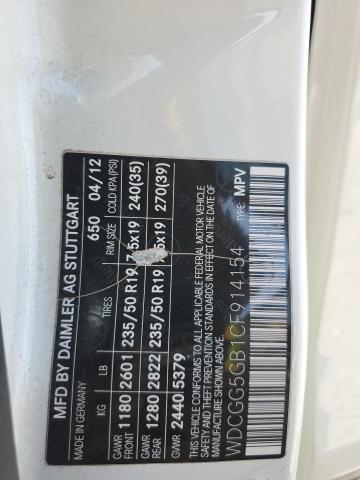 MFD BY DAIMLER AG STUTTGART
MADE IN GERMANY 650 04/12
KG LB TIRES RIM SIZE COLD KPA(PSI)
GAWR FRONT 1180 2601 235/50 R19 7.5x19 240(35)
GAWR REAR 1280 2822 235/50 R19 5x19 270(39)
GVWR 2440 5379
THIS VEHICLE CONFORMS TO ALL APPLICABLE FEDERAL MOTOR VEHICLE
SAFETY AND THEFT PREVENTION STANDARDS IN EFFECT ON THE DATE OF
MANUFACTURE SHOWN ABOVE.
WDCGG5GB1CF914154 TYPE: MPV